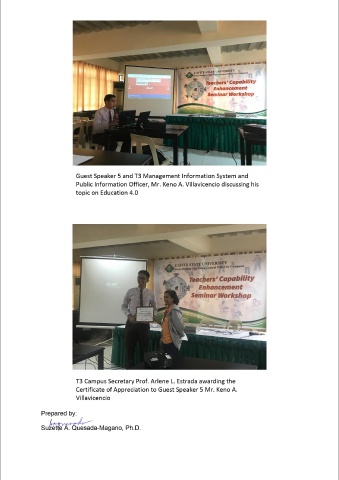 CAVITE STATE UNIVERSITY
Teachers' Capability
Enhancement
Seminar Workshop
Guest Speaker 5 and T3 Management Information System and
Public Information Officer, Mr. Keno A. Villavicencio discussing his
topic on Education 4.0
CAVITE STATE UNIVERSITY
Teachers' Capability
Enhancement
Seminar Workshop
T3 Campus Secretary Prof. Arlene L. Estrada awarding the
Certificate of Appreciation to Guest Speaker 5 Mr. Keno A.
Villavicencio
Prepared by:
Suzette A. Quesada-Magano, Ph.D.